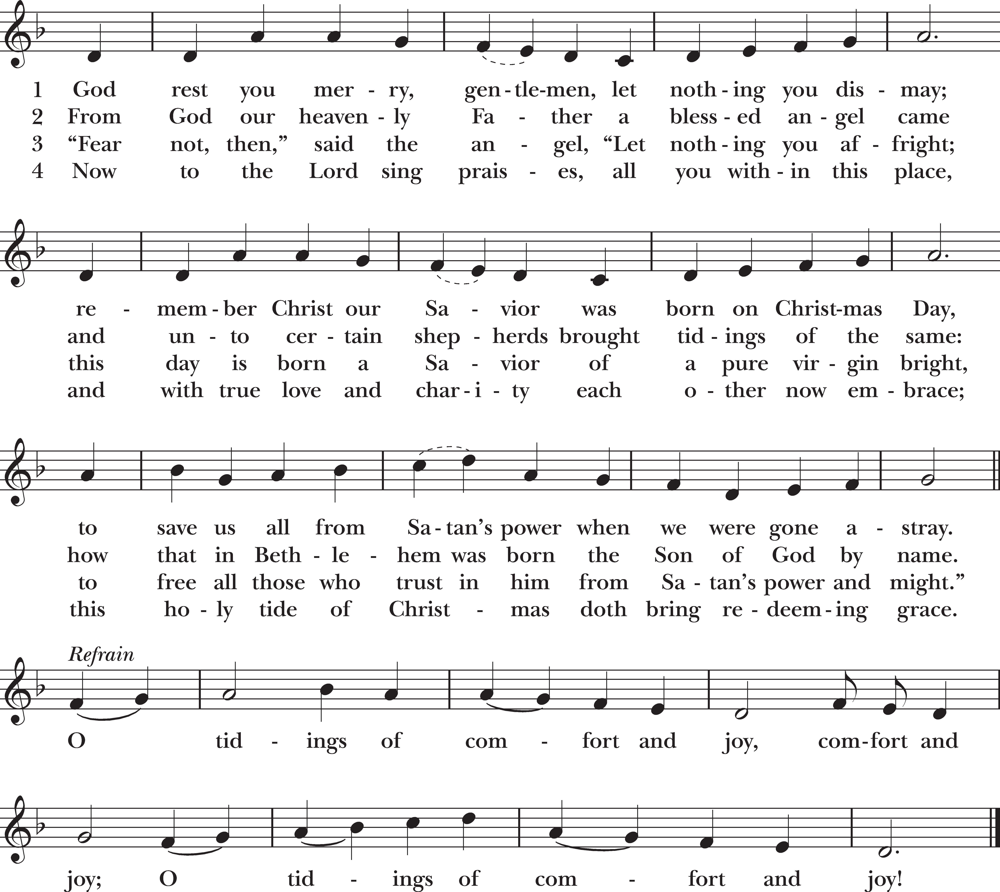 1 God rest you mer - ry, gen - tle-men, let noth - ing you dis - may;
2 From God our heaven - ly Fa - ther a bless - ed an - gel came
3 “Fear not, then,” said the an - gel, “Let noth - ing you af - fright;
4 Now to the Lord sing prais - es, all you with - in this place,
re - mem - ber Christ our Sa - vior was born on Christ-mas Day,
and un - to cer - tain shep - herds brought tid - ings of the same:
this day is born a Sa - vior of a pure vir - gin bright,
and with true love and char - i - ty each o - ther now em - brace;
to save us all from Sa - tan’s power when we were gone a - stray.
how that in Beth - le - hem was born the Son of God by name.
to free all those who trust in him from Sa - tan’s power and might.”
this ho - ly tide of Christ - mas doth bring re - deem - ing grace.
Refrain
O tid - ings of com - fort and joy, com - fort and
joy; O tid - ings of com - fort and joy!